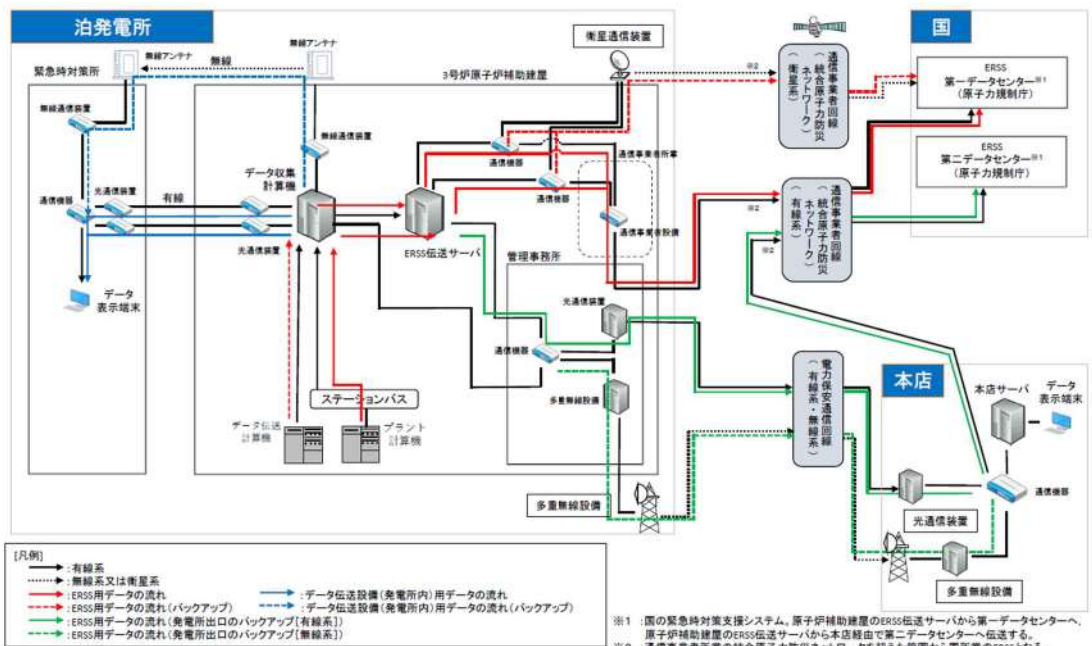 泊発電所
国
無線アンテナ
無線
無線アンテナ
緊急時対策所
3号炉原子炉補助建屋
衛星通信装置
※2
通信事業者回線
(統合原子力防災
ネットワーク)
衛星系)
ERSS
第一データセンター※1
(原子力規制庁)
ERSS
第二データセンター※1
(原子力規制庁)
無線通信装置
無線通信装置
データ収集
計算機
通信機器
通信機器
通信事業者所掌
通信事業者設備
※2
通信事業者回線
(統合原子力防災
ネットワーク)
有線系)
※2
通信機器
光通信装置
有線
光通信装置
ERSS伝送サーバ
管理事務所
データ
表示端末
光通信装置
通信機器
多重無線設備
電力保安通信回線
(有線系・無線系)
本店
本店サーバ
データ
表示端末
ステーションバス
データ伝送
計算機
プラント
計算機
多重無線設備
通信機器
光通信装置
多重無線設備
[凡例]
:有線系
:無線系又は衛星系
:ERSS用データの流れ
:データ伝送設備(発電所内)用データの流れ
:ERSS用データの流れ(バックアップ)
:データ伝送設備(発電所内)用データの流れ(バックアップ)
:ERSS用データの流れ(発電所出口のバックアップ[有線系])
:ERSS用データの流れ(発電所出口のバックアップ[無線系])
※1 :国の緊急時対策支援システム。原子炉補助建屋のERSS伝送サーバから第一データセンターへ、
原子炉補助建屋のERSS伝送サーバから本店経由で第二データセンターへ伝送する。